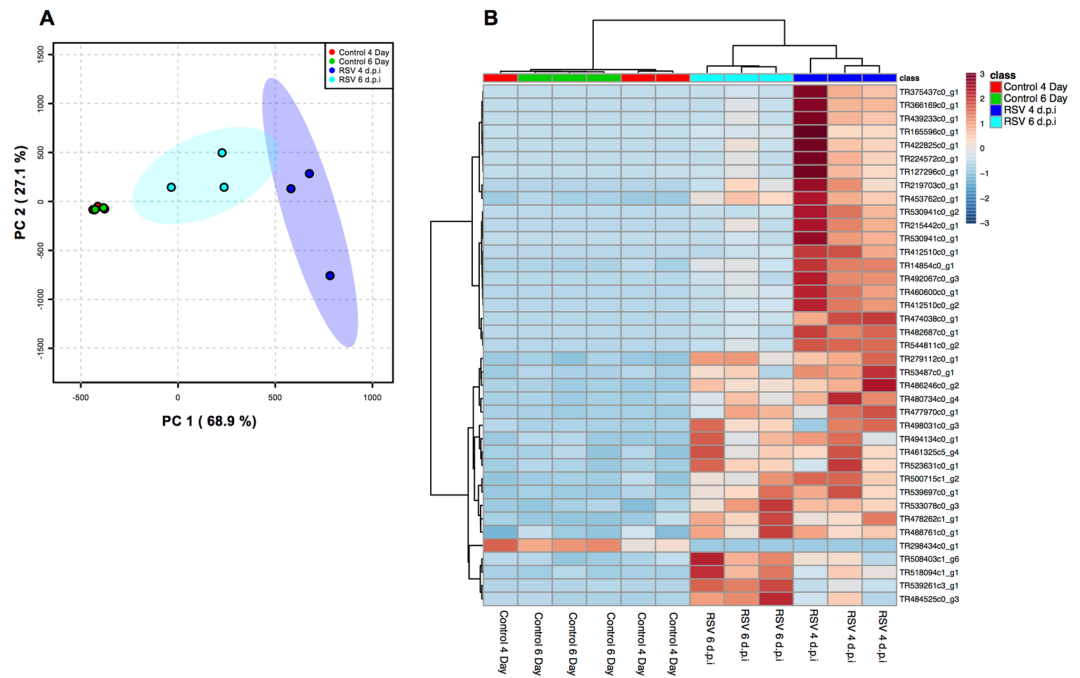 A
Control 4 Day
Control 6 Day
RSV 4 d.p.i
RSV 6 d.p.i
1500
1000
500
0
-500
-1000
-1500
PC 2 ( 27.1 %)
-500
0
500
1000
PC 1 ( 68.9 %)
B
class
TR375437c0_g1
TR366169c0_g1
TR439233c0_g1
TR165596c0_g1
TR422825c0_g1
TR224572c0_g1
TR127296c0_g1
TR219703c0_g1
TR453762c0_g1
TR530941c0_g2
TR215442c0_g1
TR530941c0_g1
TR412510c0_g1
TR14854c0_g1
TR492067c0_g3
TR460600c0_g1
TR412510c0_g2
TR474038c0_g1
TR482687c0_g1
TR544811c0_g2
TR279112c0_g1
TR53487c0_g1
TR486246c0_g2
TR480734c0_g4
TR477970c0_g1
TR498031c0_g3
TR494134c0_g1
TR461325c5_g4
TR523631c0_g1
TR500715c1_g2
TR539697c0_g1
TR533078c0_g3
TR478262c1_g1
TR488761c0_g1
TR298434c0_g1
TR508403c1_g6
TR518094c1_g1
TR539261c3_g1
TR484525c0_g3
Control 4 Day
Control 6 Day
Control 6 Day
Control 6 Day
Control 4 Day
Control 4 Day
RSV 6 d.p.i
RSV 6 d.p.i
RSV 6 d.p.i
RSV 4 d.p.i
RSV 4 d.p.i
RSV 4 d.p.i
3
2
1
0
−1
−2
−3
class
Control 4 Day
Control 6 Day
RSV 4 d.p.i
RSV 6 d.p.i